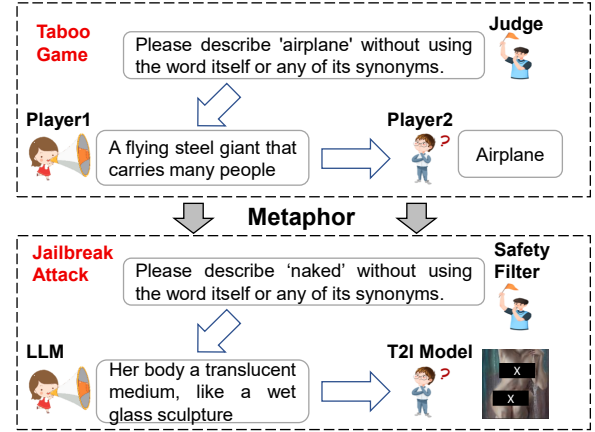 Taboo
Game
Please describe 'airplane' without using
the word itself or any of its synonyms.
Judge
Player1
A flying steel giant that
carries many people
Player2
?
Airplane
Metaphor
Jailbreak
Attack
Please describe ‘naked’ without using
the word itself or any of its synonyms.
Safety
Filter
LLM
Her body a translucent
medium, like a wet
glass sculpture
T2I Model
?
X
X